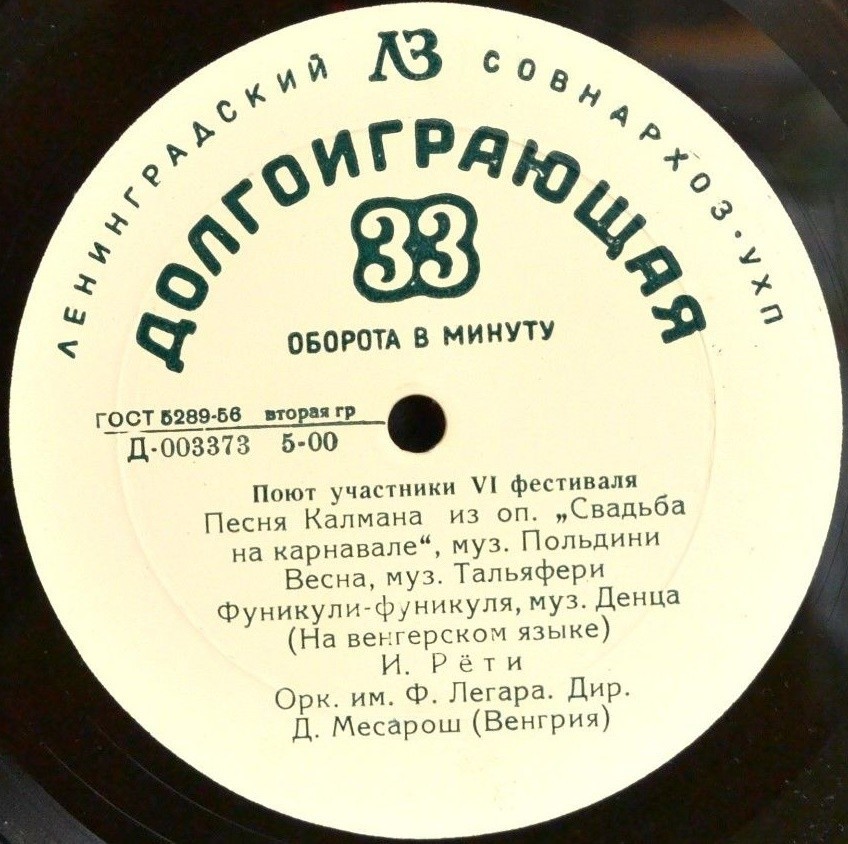 ЛЕНИНГРАДСКИЙ ЛЗ СОВНАРХОЗ · УХП
ДОЛГОИГРАЮЩАЯ
33
ОБОРОТА В МИНУТУ
ГОСТ 5289-56 вторая гр
Д-003373 5-00
Поют участники VI фестиваля
Песня Калмана из оп. „Свадьба
на карнавале“, муз. Польдини
Весна, муз. Тальяфери
Фуникули-фуникуля, муз. Денца
(На венгерском языке)
И. Рёти
Орк. им. Ф. Легара. Дир.
Д. Месарош (Венгрия)